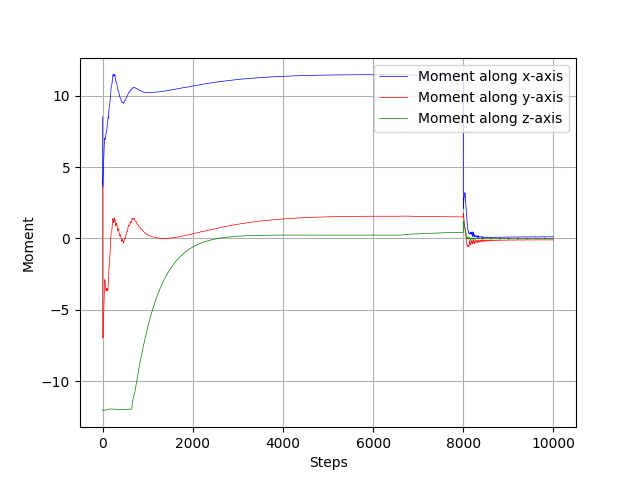 Moment along x-axis
Moment along y-axis
Moment along z-axis
10
5
0
−5
−10
Moment
0
2000
4000
6000
8000
10000
Steps